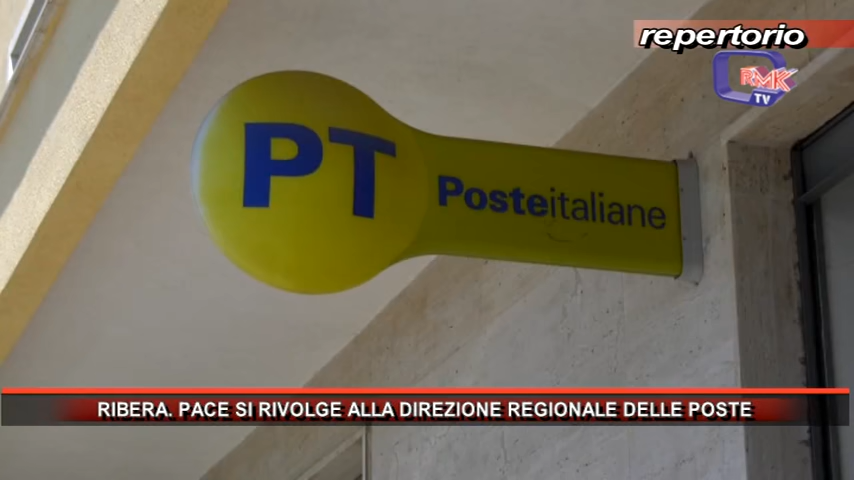 repertorio
RMK
TV
PT
Posteitaliane
RIBERA. PACE SI RIVOLGE ALLA DIREZIONE REGIONALE DELLE POSTE